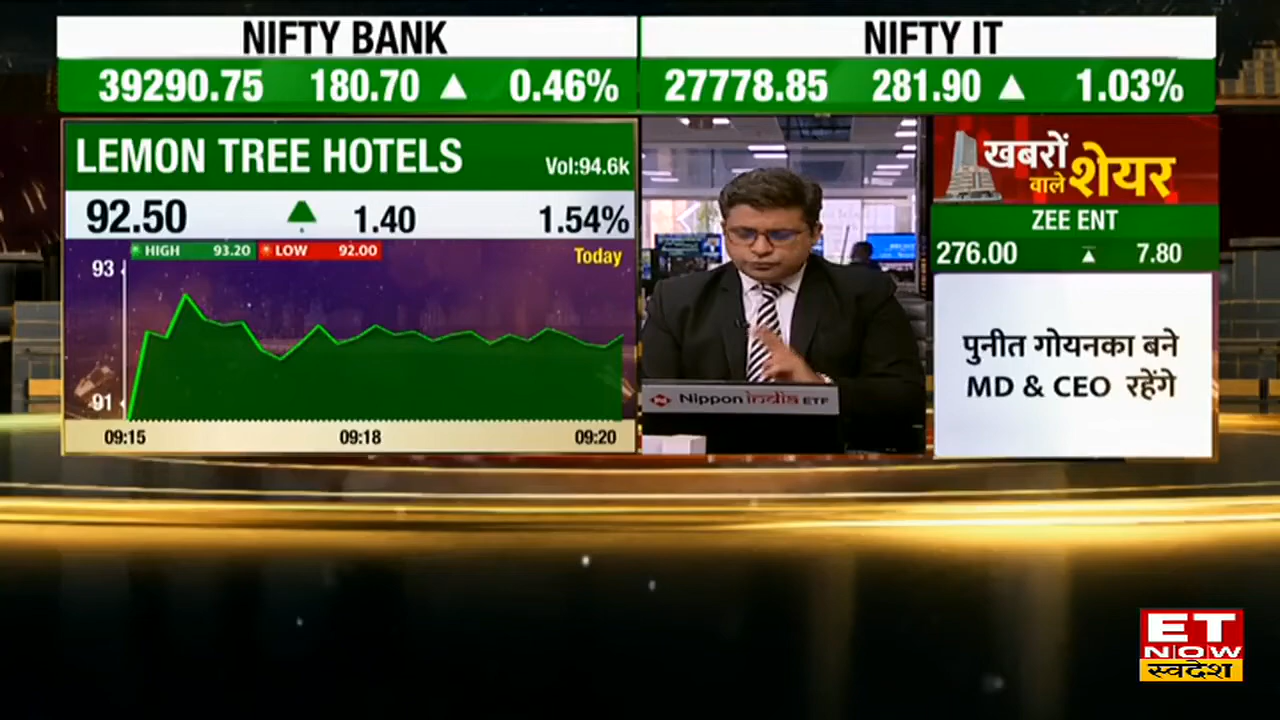 NIFTY BANK
39290.75 180.70 ▲ 0.46%
NIFTY IT
27778.85 281.90 ▲ 1.03%
LEMON TREE HOTELS Vol:94.6k
92.50 ▲ 1.40 1.54%
HIGH 93.20 LOW 92.00 Today
93
91
09:15 09:18 09:20
Nippon india ETF
खबरों
वाले शेयर
ZEE ENT
276.00 ▲ 7.80
पुनीत गोयनका बने
MD & CEO रहेंगे
ET
NOW
स्वदेश